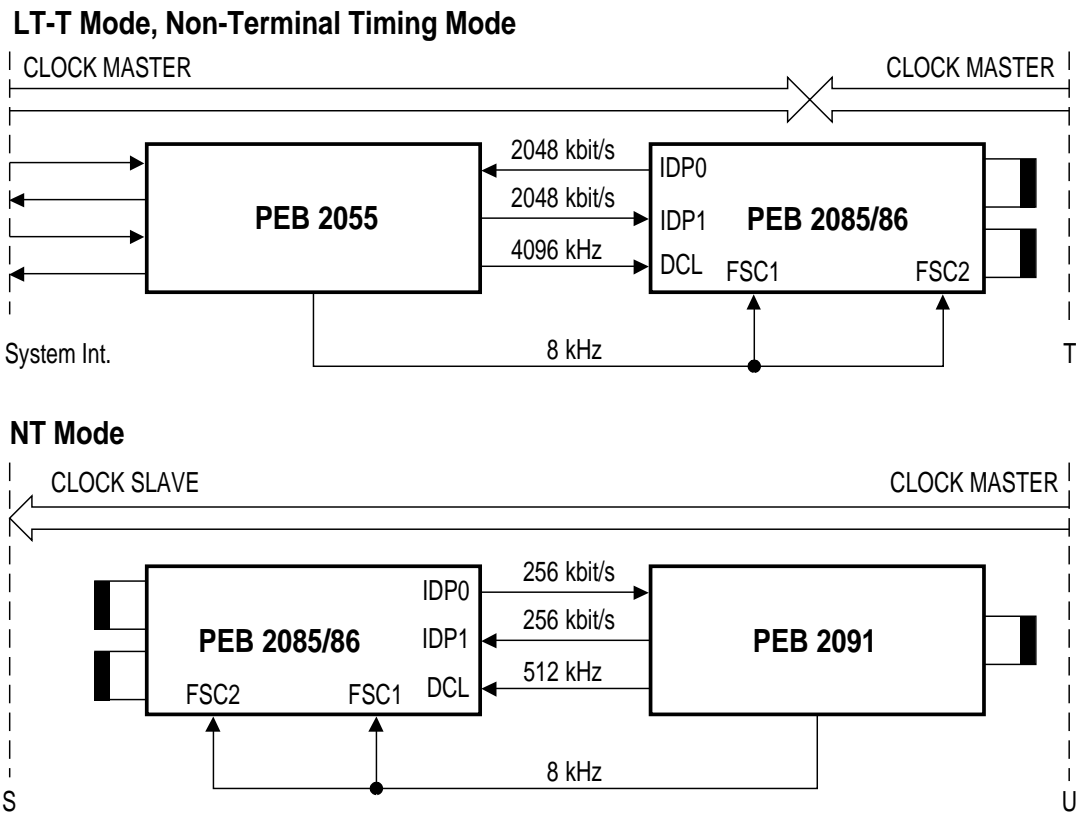 LT-T Mode, Non-Terminal Timing Mode
CLOCK MASTER
CLOCK MASTER
2048 kbit/s
IDP0
PEB 2055
2048 kbit/s
IDP1
PEB 2085/86
4096 kHz
DCL
FSC1
FSC2
System Int.
8 kHz
T
NT Mode
CLOCK SLAVE
CLOCK MASTER
IDP0
256 kbit/s
PEB 2085/86
IDP1
256 kbit/s
PEB 2091
FSC2
FSC1
DCL
512 kHz
8 kHz
S
U